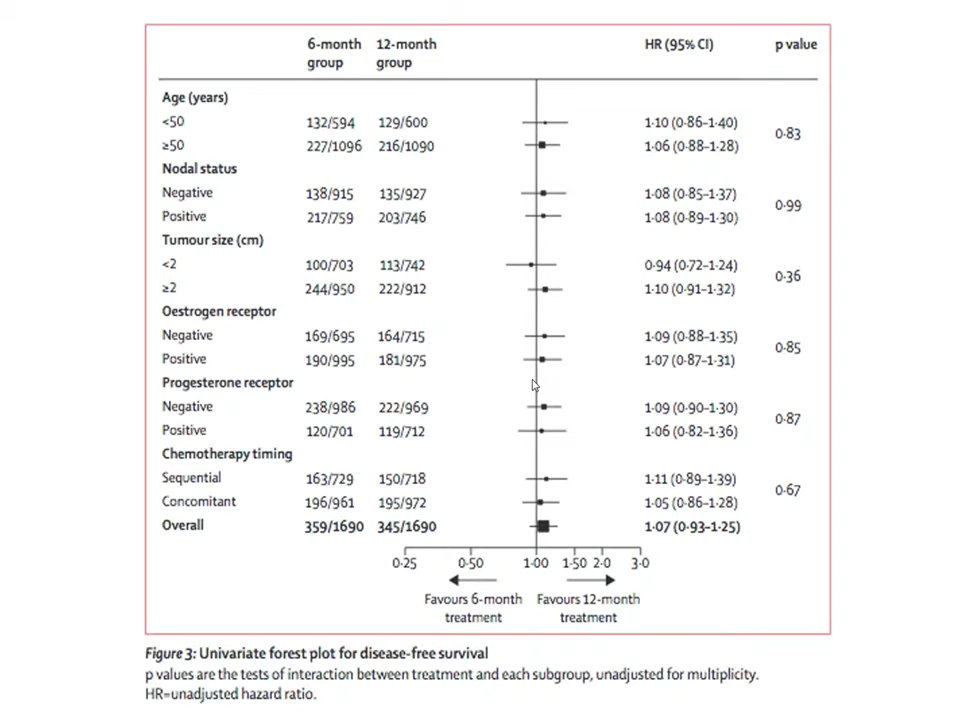 6-month 12-month HR (95% CI) p value
group group
Age (years)
<50 132/594 129/600 1·10 (0·86–1·40)
0·83
≥50 227/1096 216/1090 1·06 (0·88–1·28)
Nodal status
Negative 138/915 135/927 1·08 (0·85–1·37)
0·99
Positive 217/759 203/746 1·08 (0·89–1·30)
Tumour size (cm)
<2 100/703 113/742 0·94 (0·72–1·24)
0·36
≥2 244/950 222/912 1·10 (0·91–1·32)
Oestrogen receptor
Negative 169/695 164/715 1·09 (0·88–1·35)
0·85
Positive 190/995 181/975 1·07 (0·87–1·31)
Progesterone receptor
Negative 238/986 222/969 1·09 (0·90–1·30)
0·87
Positive 120/701 119/712 1·06 (0·82–1·36)
Chemotherapy timing
Sequential 163/729 150/718 1·11 (0·89–1·39)
0·67
Concomitant 196/961 195/972 1·05 (0·86–1·28)
Overall 359/1690 345/1690 1·07 (0·93–1·25)
0·25 0·50 1·00 1·50 2·0 3·0
Favours 6-month Favours 12-month
treatment treatment
Figure 3: Univariate forest plot for disease-free survival
p values are the tests of interaction between treatment and each subgroup, unadjusted for multiplicity.
HR=unadjusted hazard ratio.